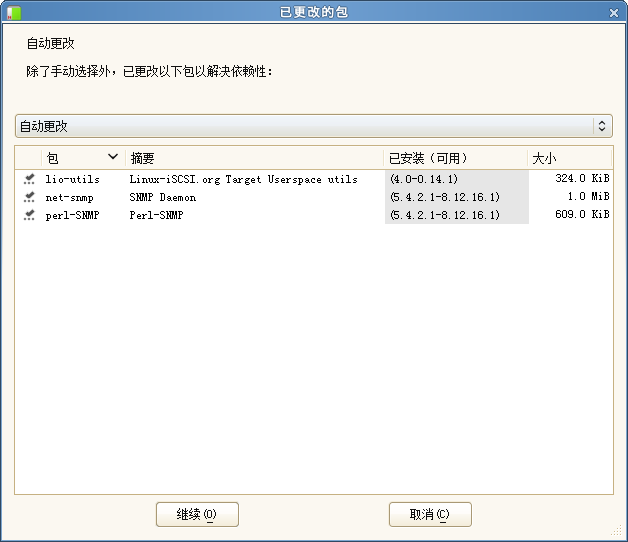 已更改的包
自动更改
除了手动选择外，已更改以下包以解决依赖性：
自动更改
包 摘要 已安装（可用） 大小
lio-utils Linux-iSCSI.org Target Userspace utils (4.0-0.14.1) 324.0 KiB
net-snmp SNMP Daemon (5.4.2.1-8.12.16.1) 1.0 MiB
perl-SNMP Perl-SNMP (5.4.2.1-8.12.16.1) 609.0 KiB
继续(O) 取消(C)